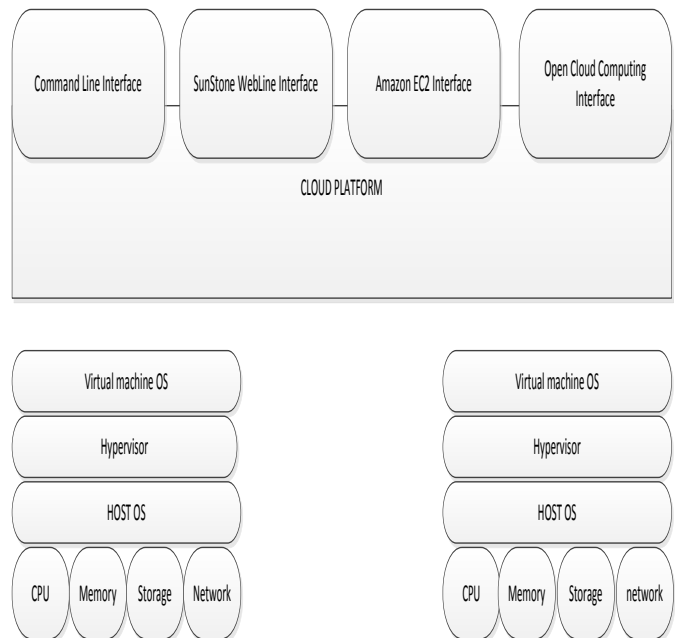 Command Line Interface
SunStone WebLine Interface
Amazon EC2 Interface
Open Cloud Computing
Interface
CLOUD PLATFORM
Virtual machine OS
Hypervisor
HOST OS
CPU
Memory
Storage
Network
Virtual machine OS
Hypervisor
HOST OS
CPU
Memory
Storage
network